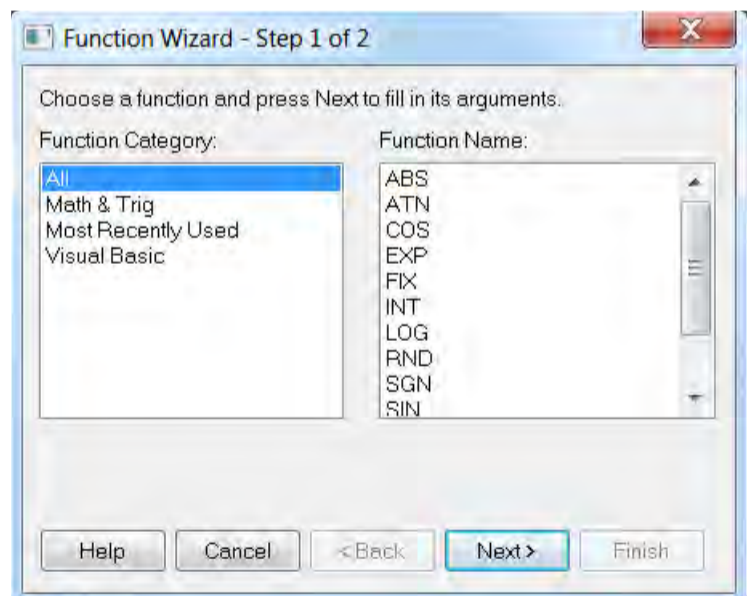 Function Wizard - Step 1 of 2
Choose a function and press Next to fill in its arguments.
Function Category:
All
Math & Trig
Most Recently Used
Visual Basic
Function Name:
ABS
ATN
COS
EXP
FIX
INT
LOG
RND
SGN
SIN
Help
Cancel
<Back
Next>
Finish